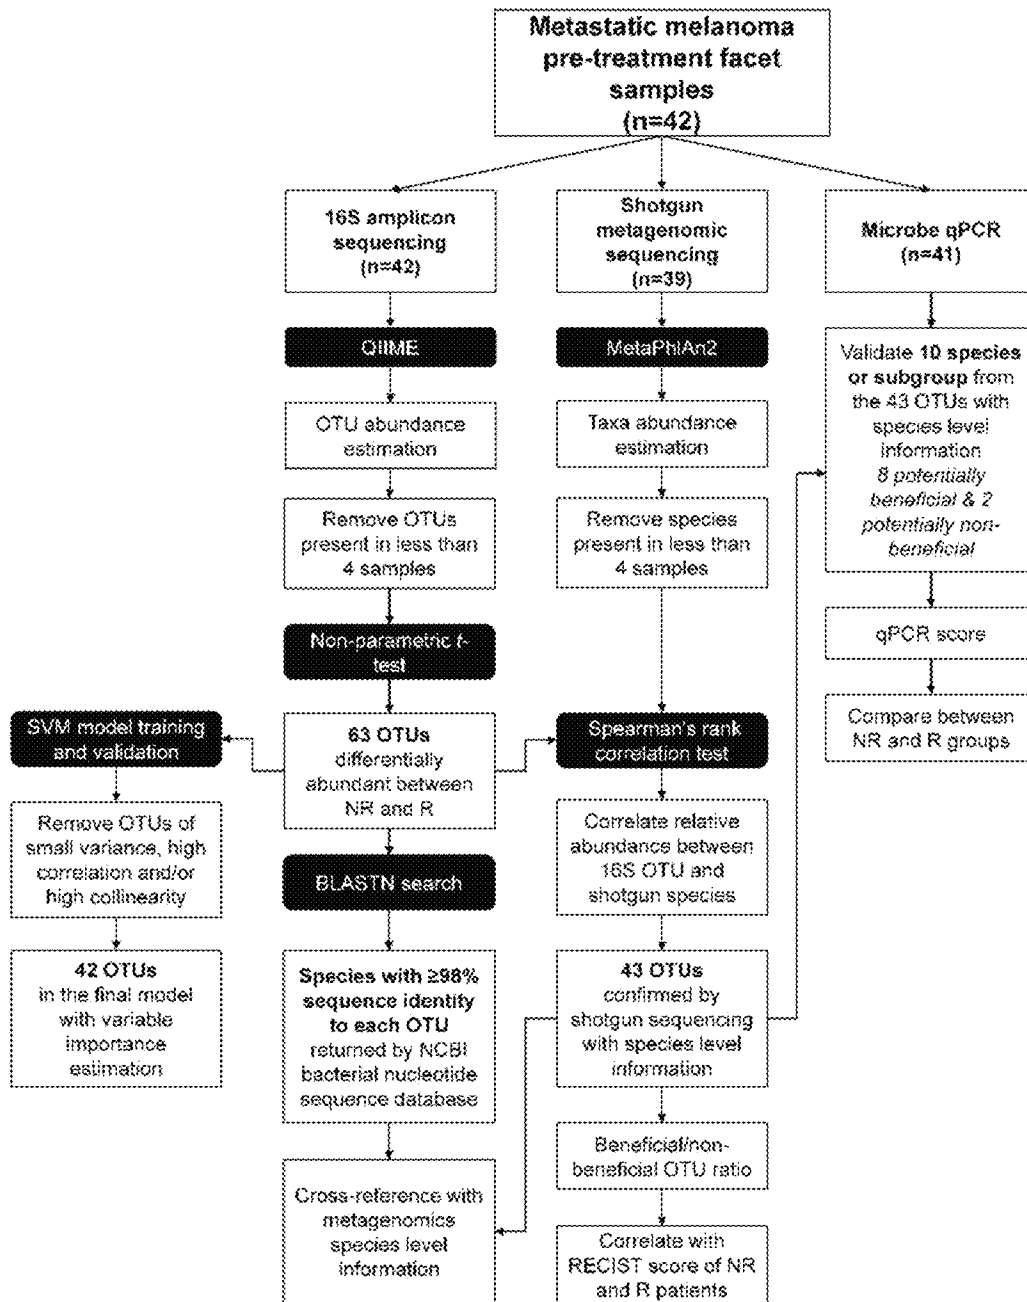 Metastatic melanoma
pre-treatment facet
samples
(n=42)
16S amplicon
sequencing
(n=42)
Shotgun
metagenomic
sequencing
(n=39)
Microbe qPCR
(n=41)
QIIME
MetaPhlAn2
Validate 10 species
or subgroup from
the 43 OTUs with
species level
information
8 potentially
beneficial & 2
potentially non-
beneficial
OTU abundance
estimation
Taxa abundance
estimation
Remove OTUs
present in less than
4 samples
Remove species
present in less than
4 samples
qPCR score
Non-parametric t-
test
Compare between
NR and R groups
SVM model training
and validation
63 OTUs
differentially
abundant between
NR and R
Spearman's rank
correlation test
Remove OTUs of
small variance, high
correlation and/or
high collinearity
BLASTN search
Correlate relative
abundance between
16S OTU and
shotgun species
42 OTUs
in the final model
with variable
importance
estimation
Species with ≥98%
sequence identity
to each OTU
returned by NCBI
bacterial nucleotide
sequence database
43 OTUs
confirmed by
shotgun sequencing
with species level
information
Beneficial/non-
beneficial OTU ratio
Cross-reference with
metagenomics
species level
information
Correlate with
RECIST score of NR
and R patients